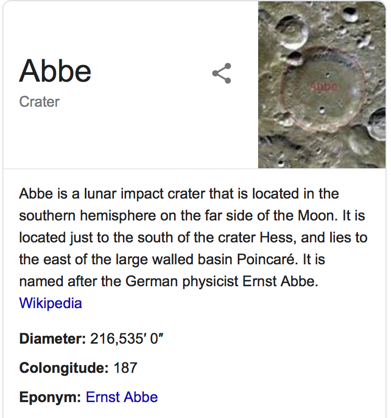 Abbe
Crater
Abbe
Abbe is a lunar impact crater that is located in the
southern hemisphere on the far side of the Moon. It is
located just to the south of the crater Hess, and lies to
the east of the large walled basin Poincaré. It is
named after the German physicist Ernst Abbe.
Wikipedia
Diameter: 216,535′ 0″
Colongitude: 187
Eponym: Ernst Abbe